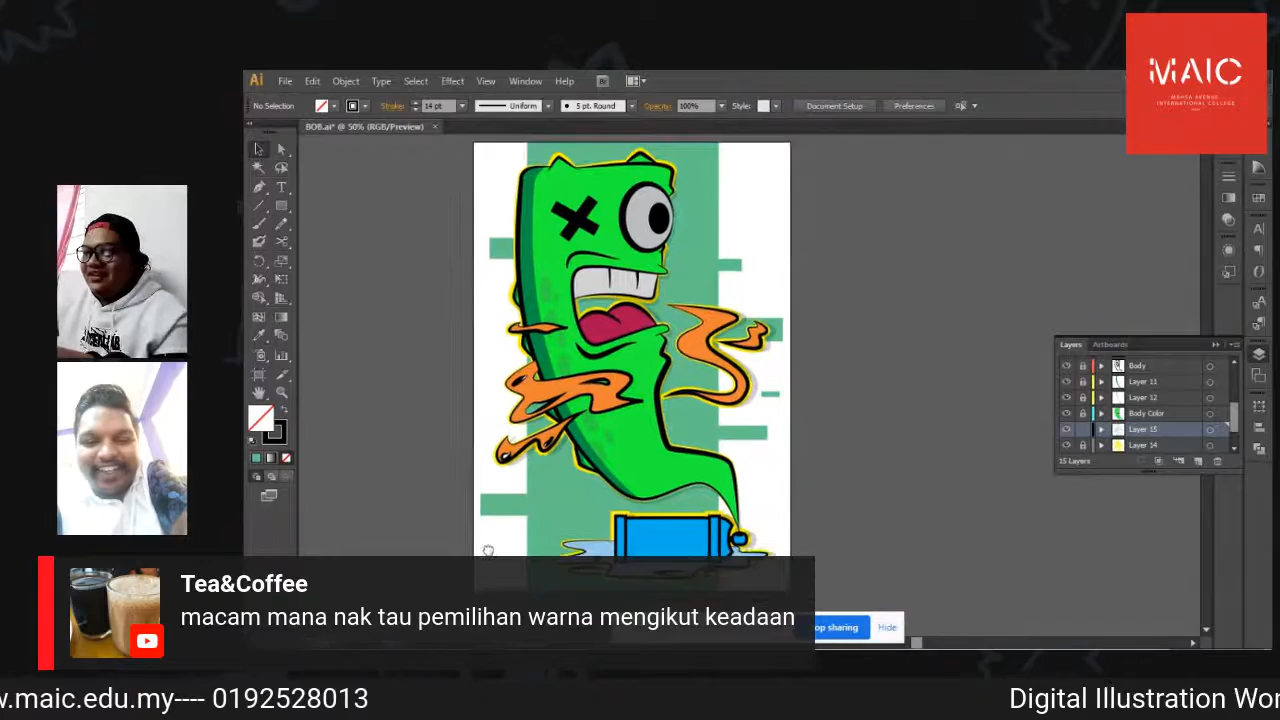 MAIC
MAHSA AVENUE
INTERNATIONAL COLLEGE
Ai File Edit Object Type Select Effect View Window Help Br
No Selection Stroke: 14 pt Uniform 5 pt. Round Opacity: 100% Style: Document Setup Preferences
BOB.ai* @ 50% (RGB/Preview) ×
Layers Artboards
Body
Layer 11
Layer 12
Body Color
Layer 15
Layer 14
15 Layers
Tea&Coffee
macam mana nak tau pemilihan warna mengikut keadaan
op sharing Hide
w.maic.edu.my---- 0192528013
Digital Illustration Wor